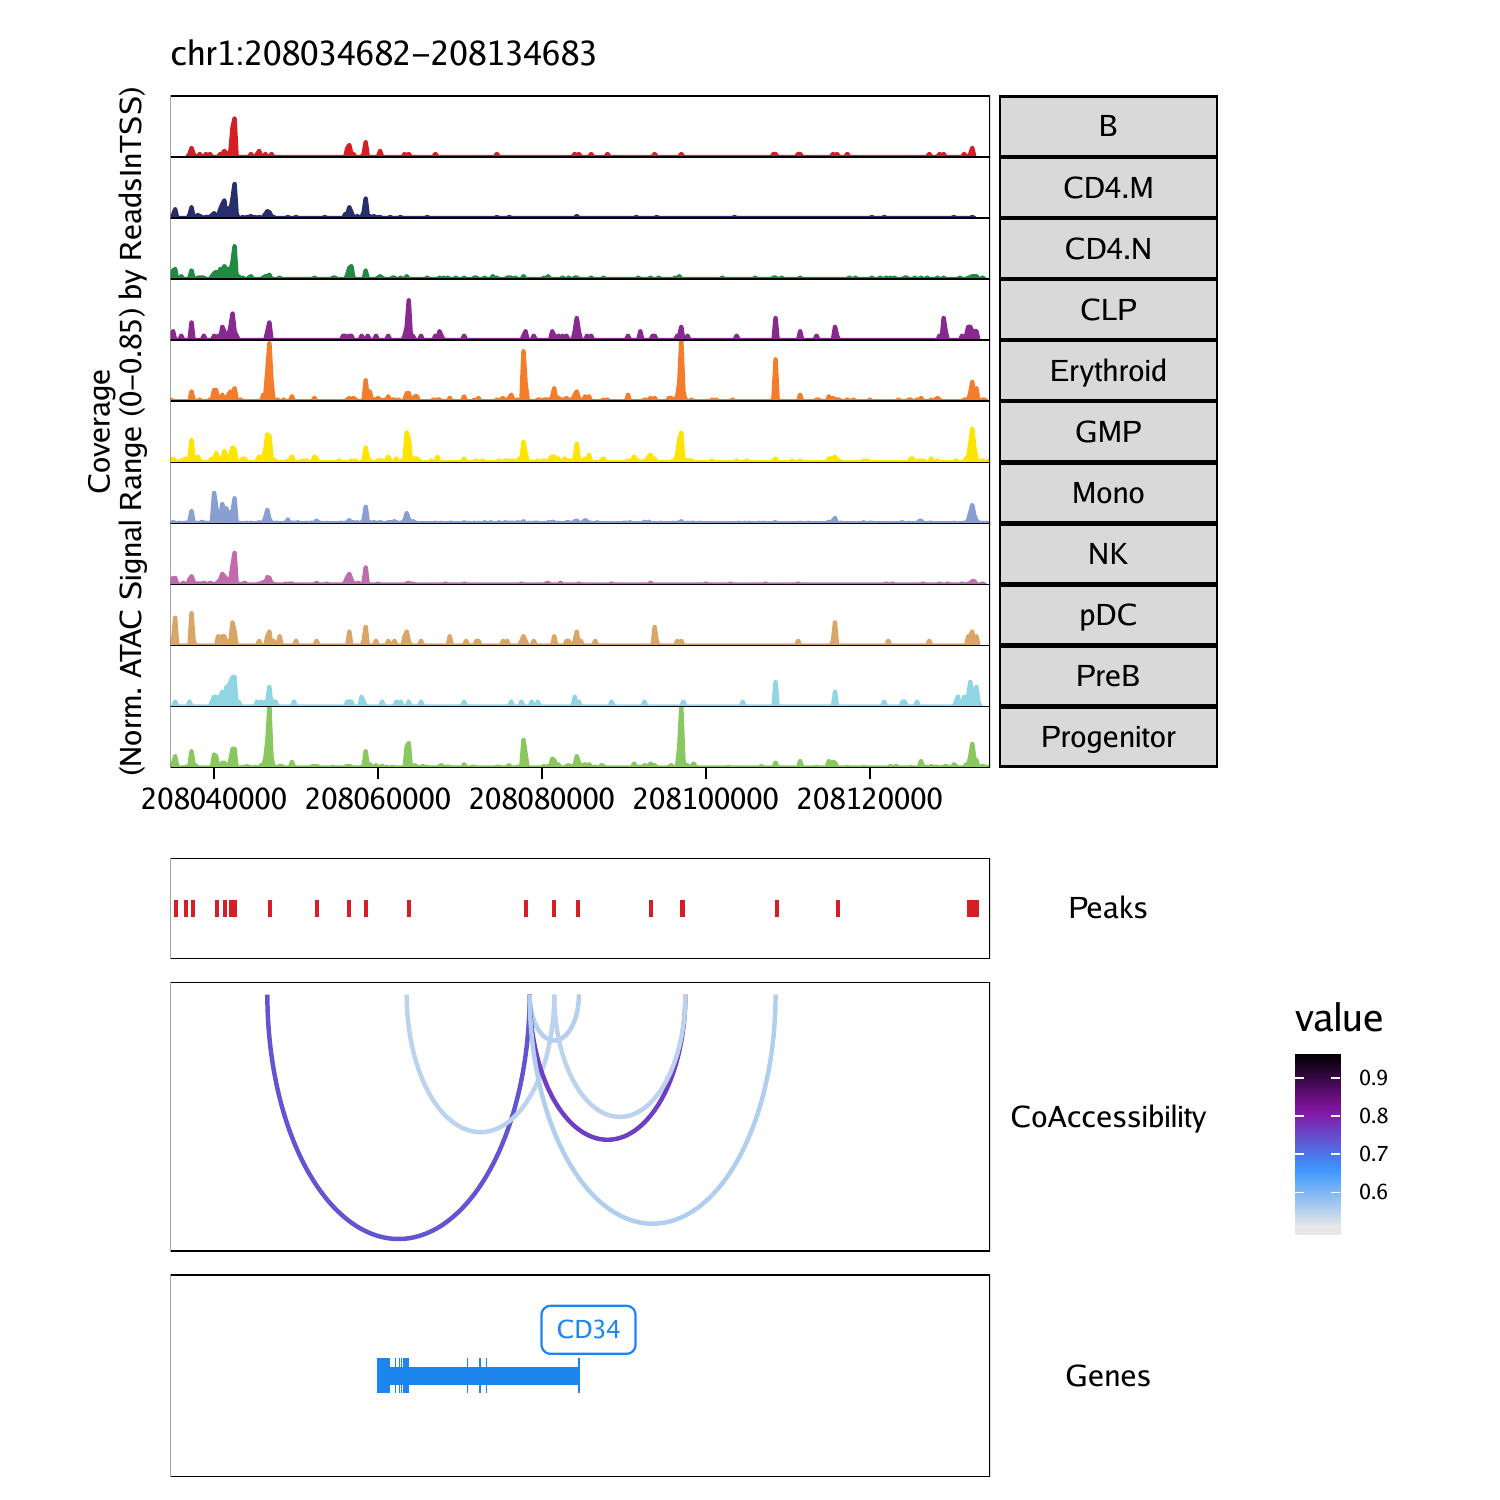 chr1:208034682–208134683
Coverage
(Norm. ATAC Signal Range (0–0.85) by ReadsInTSS)
B
CD4.M
CD4.N
CLP
Erythroid
GMP
Mono
NK
pDC
PreB
Progenitor
208040000 208060000 208080000 208100000 208120000
Peaks
CoAccessibility
value
0.9
0.8
0.7
0.6
CD34
Genes